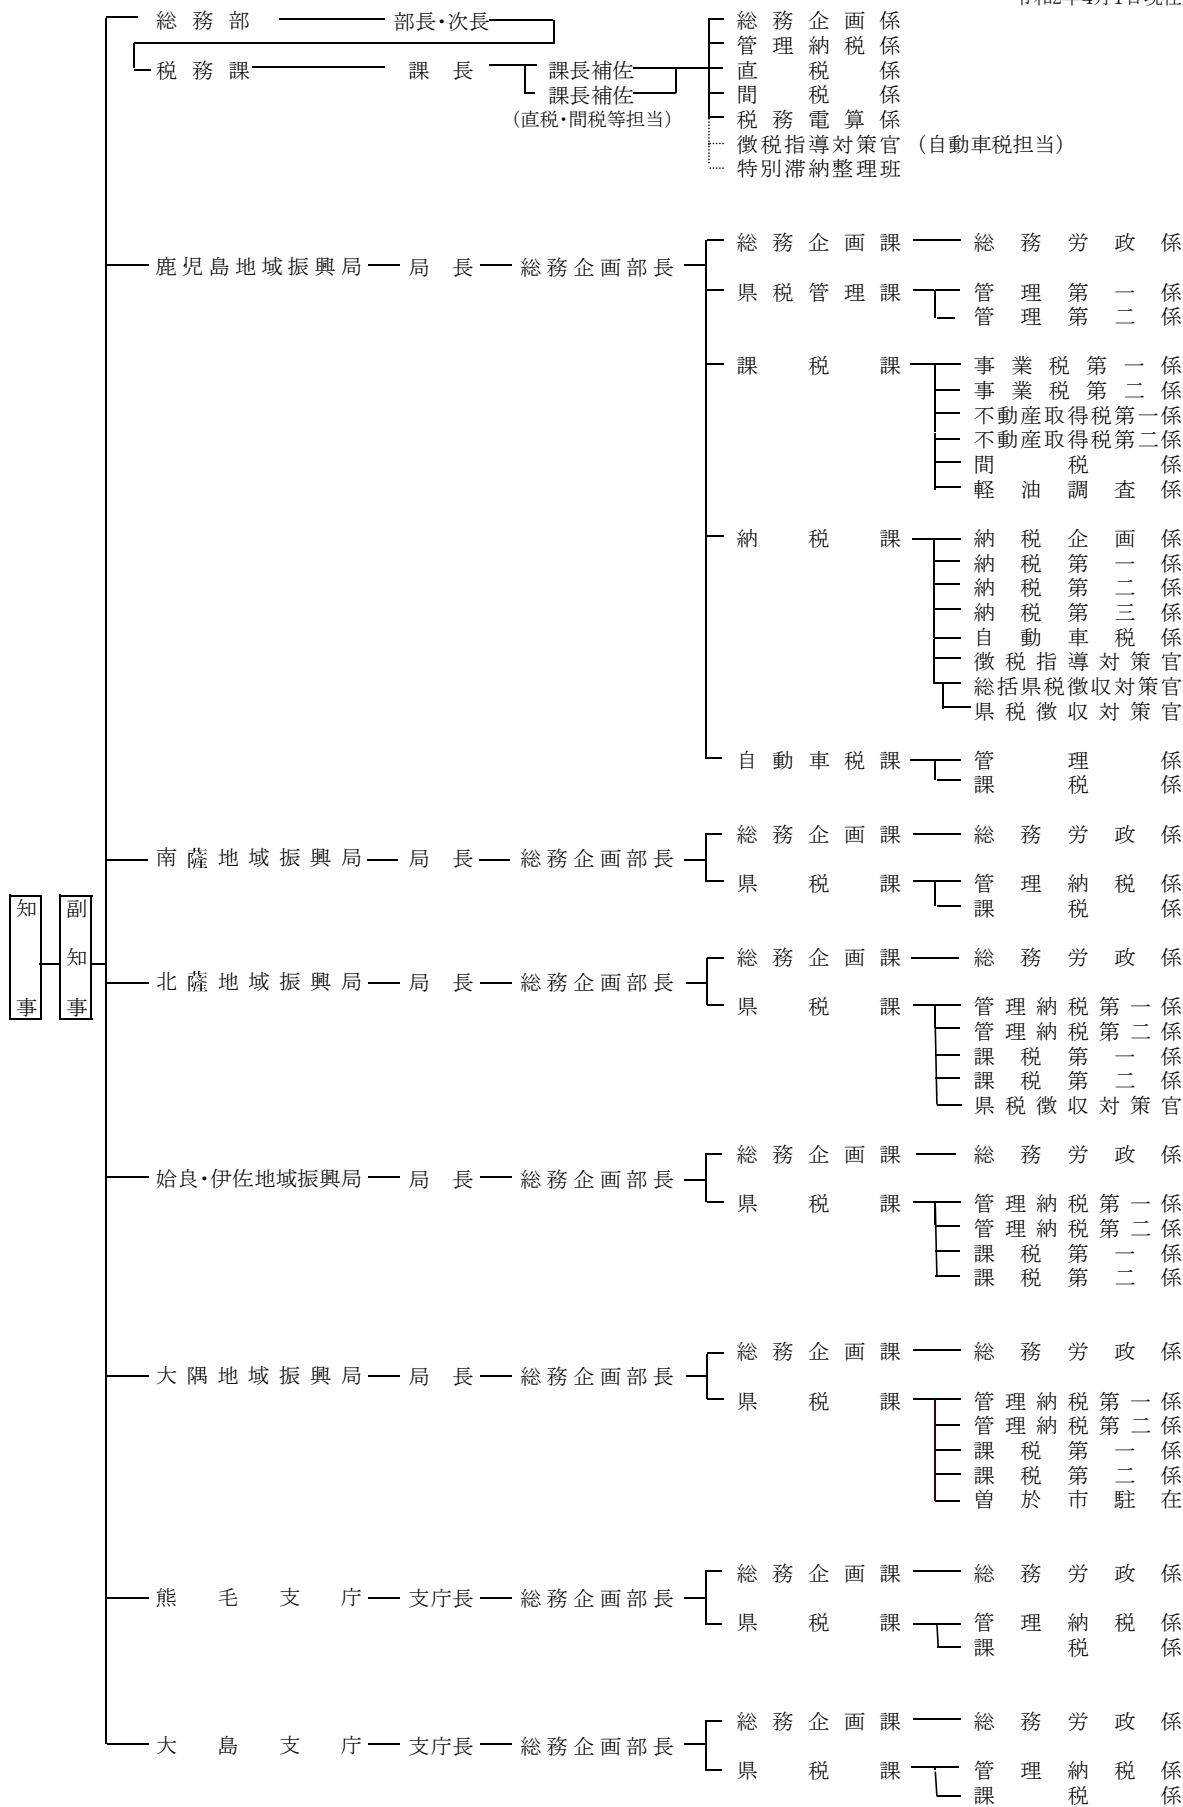 令和2年4月1日現在
総務部 部長・次長 総務企画係
管理納税係
税務課 課長 課長補佐 直税係
課長補佐 間税係
(直税・間税等担当) 税務電算係
徴税指導対策官 (自動車税担当)
特別滞納整理班
総務企画課 総務労政係
鹿児島地域振興局 局長 総務企画部長
県税管理課 管理第一係
管理第二係
課税課 事業税第一係
事業税第二係
不動産取得税第一係
不動産取得税第二係
間税係
軽油調査係
納税課 納税企画係
納税第一係
納税第二係
納税第三係
自動車税係
徴税指導対策官
総括県税徴収対策官
県税徴収対策官
自動車税課 管理係
課税係
総務企画課 総務労政係
南薩地域振興局 局長 総務企画部長
県税課 管理納税係
課税係
知事
副知事
総務企画課 総務労政係
北薩地域振興局 局長 総務企画部長
県税課 管理納税第一係
管理納税第二係
課税第一係
課税第二係
県税徴収対策官
総務企画課 総務労政係
姶良・伊佐地域振興局 局長 総務企画部長
県税課 管理納税第一係
管理納税第二係
課税第一係
課税第二係
総務企画課 総務労政係
大隅地域振興局 局長 総務企画部長
県税課 管理納税第一係
管理納税第二係
課税第一係
課税第二係
曽於市駐在
総務企画課 総務労政係
熊毛支庁 支庁長 総務企画部長
県税課 管理納税係
課税係
総務企画課 総務労政係
大島支庁 支庁長 総務企画部長
県税課 管理納税係
課税係